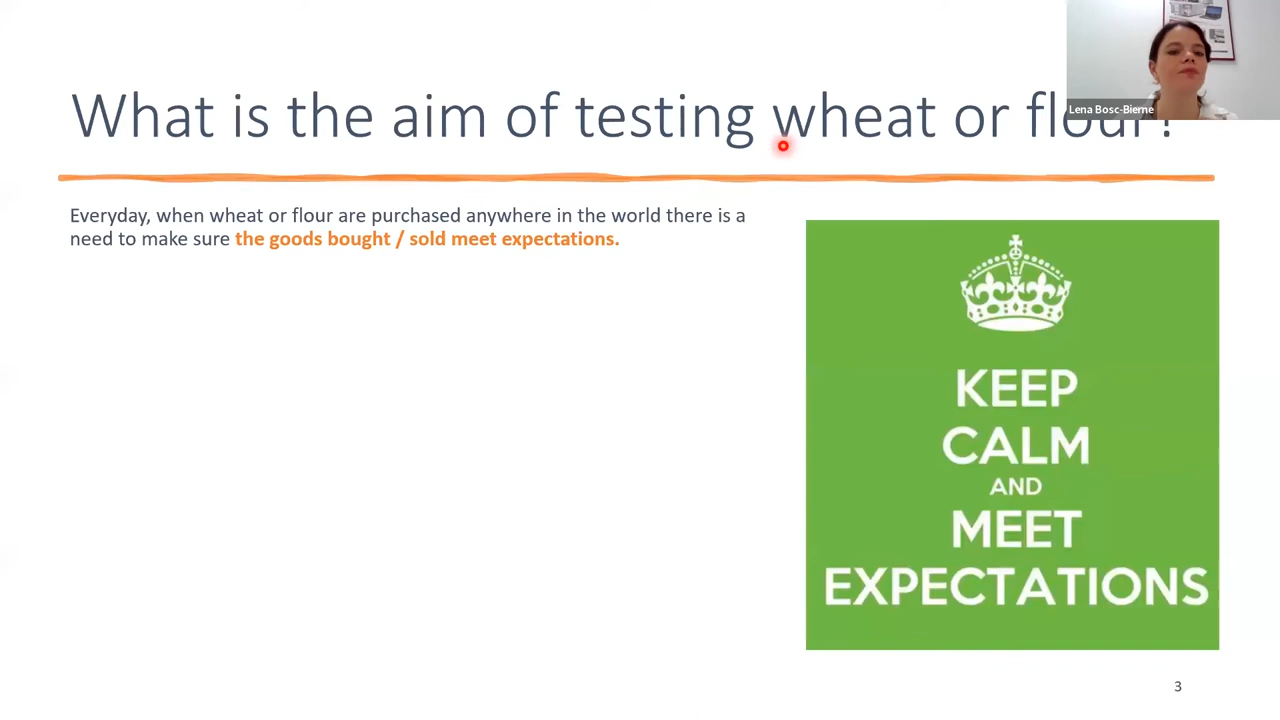 What is the aim of testing wheat or flour?
Lena Bosc-Bierne
Everyday, when wheat or flour are purchased anywhere in the world there is a
need to make sure the goods bought / sold meet expectations.
KEEP
CALM
AND
MEET
EXPECTATIONS
3